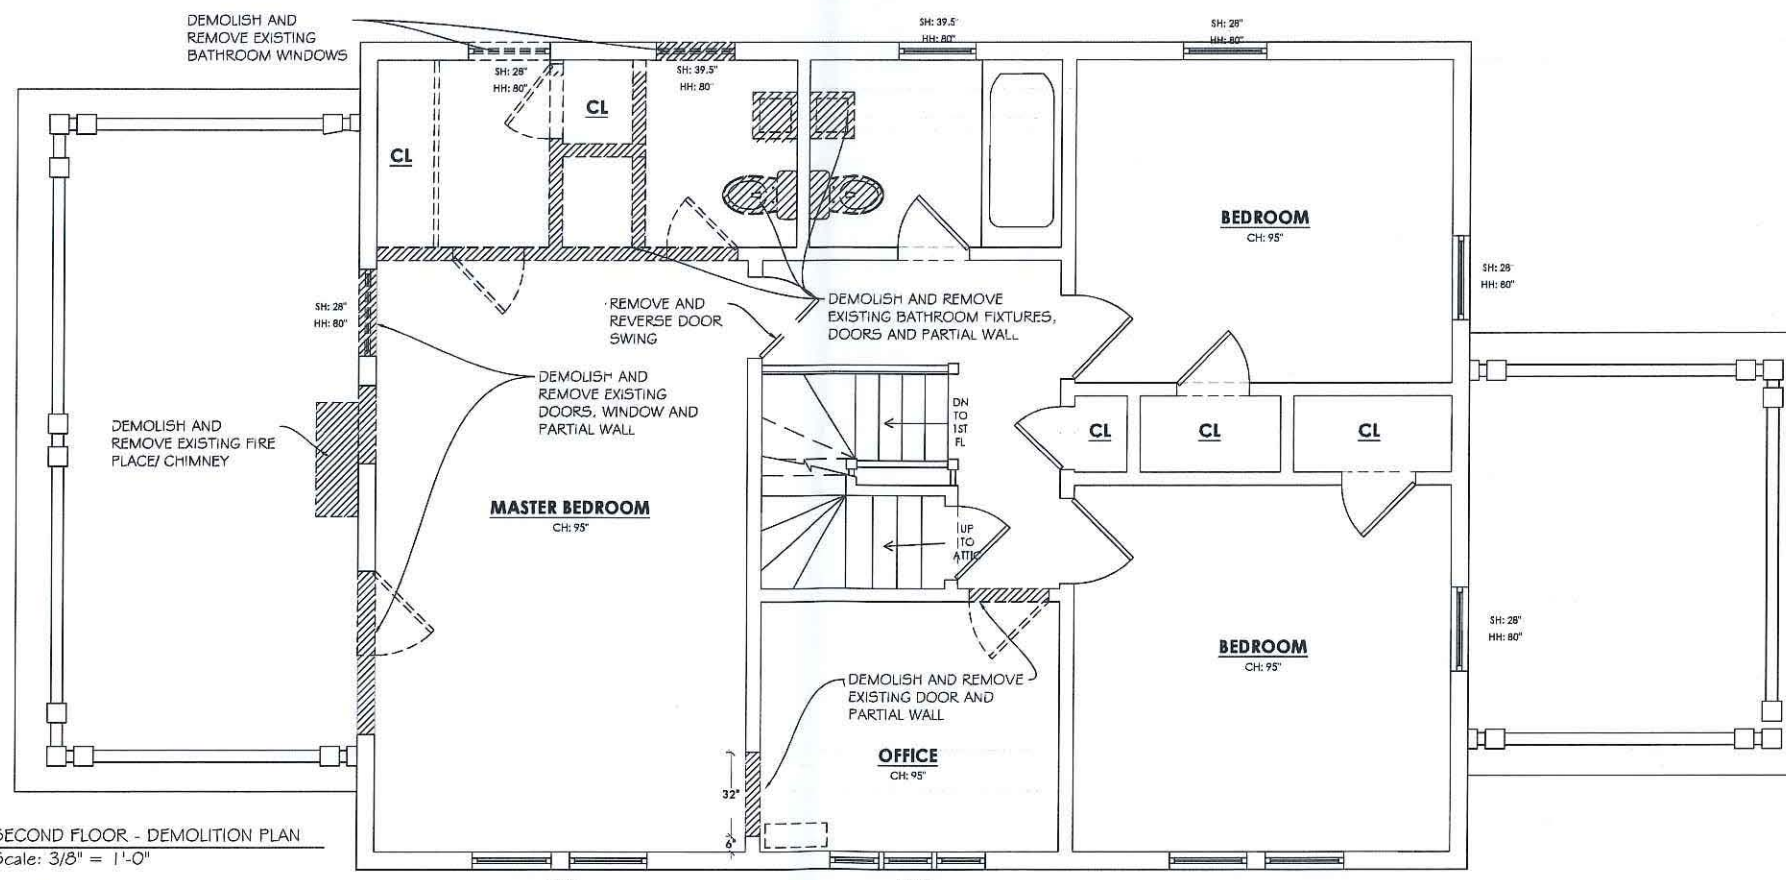 DEMOLISH AND
REMOVE EXISTING
BATHROOM WINDOWS
SH: 39.5"
HH: 80"
SH: 28"
HH: 80"
SH: 28"
HH: 80"
SH: 39.5"
HH: 80"
CL
CL
BEDROOM
CH: 95"
SH: 28"
HH: 80"
SH: 28"
HH: 80"
REMOVE AND
REVERSE DOOR
SWING
DEMOLISH AND REMOVE
EXISTING BATHROOM FIXTURES,
DOORS AND PARTIAL WALL
DEMOLISH AND
REMOVE EXISTING
DOORS, WINDOW AND
PARTIAL WALL
DN
TO
1ST
FL
CL
CL
CL
DEMOLISH AND
REMOVE EXISTING FIRE
PLACE/ CHIMNEY
MASTER BEDROOM
CH: 95"
UP
TO
ATTIC
SH: 28"
HH: 80"
BEDROOM
CH: 95"
DEMOLISH AND REMOVE
EXISTING DOOR AND
PARTIAL WALL
OFFICE
CH: 95"
32"
6"
SECOND FLOOR - DEMOLITION PLAN
Scale: 3/8" = 1'-0"